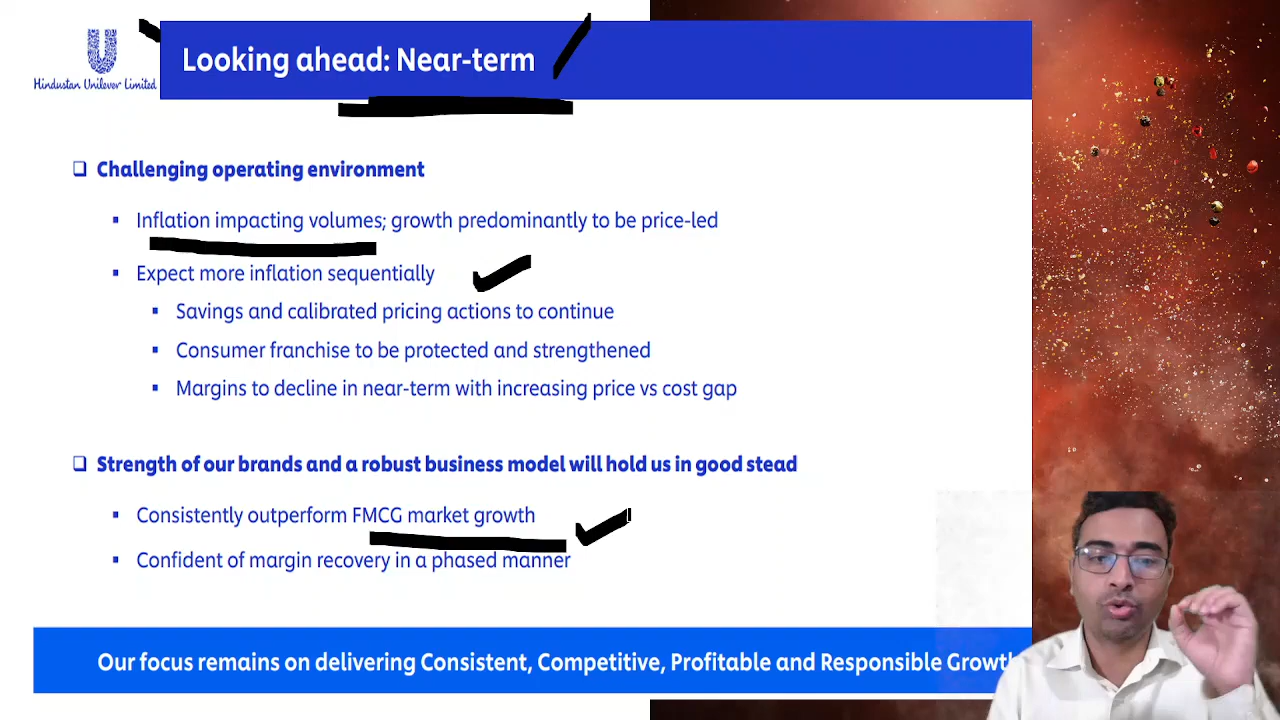 Hindustan Unilever Limited
Looking ahead: Near-term
❑ Challenging operating environment
▪ Inflation impacting volumes; growth predominantly to be price-led
▪ Expect more inflation sequentially
▪ Savings and calibrated pricing actions to continue
▪ Consumer franchise to be protected and strengthened
▪ Margins to decline in near-term with increasing price vs cost gap
❑ Strength of our brands and a robust business model will hold us in good stead
▪ Consistently outperform FMCG market growth
▪ Confident of margin recovery in a phased manner
Our focus remains on delivering Consistent, Competitive, Profitable and Responsible Growth